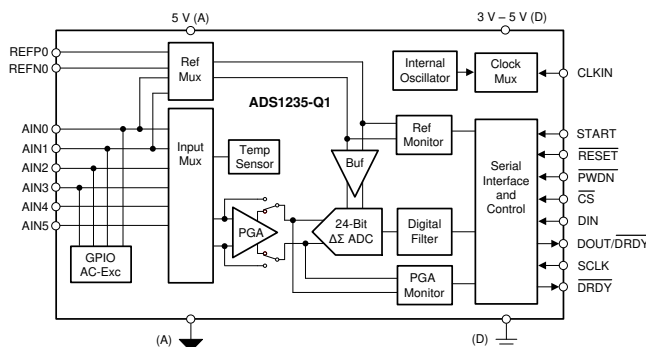 5 V (A)
3 V – 5 V (D)
REFP0
REFN0
Ref
Mux
Internal
Oscillator
Clock
Mux
CLKIN
ADS1235-Q1
AIN0
AIN1
AIN2
AIN3
AIN4
AIN5
Input
Mux
Temp
Sensor
Buf
Ref
Monitor
Serial
Interface
and
Control
START
RESET
PWDN
CS
DIN
DOUT/DRDY
SCLK
DRDY
PGA
24-Bit
ΔΣ ADC
Digital
Filter
GPIO
AC-Exc
PGA
Monitor
(A)
(D)